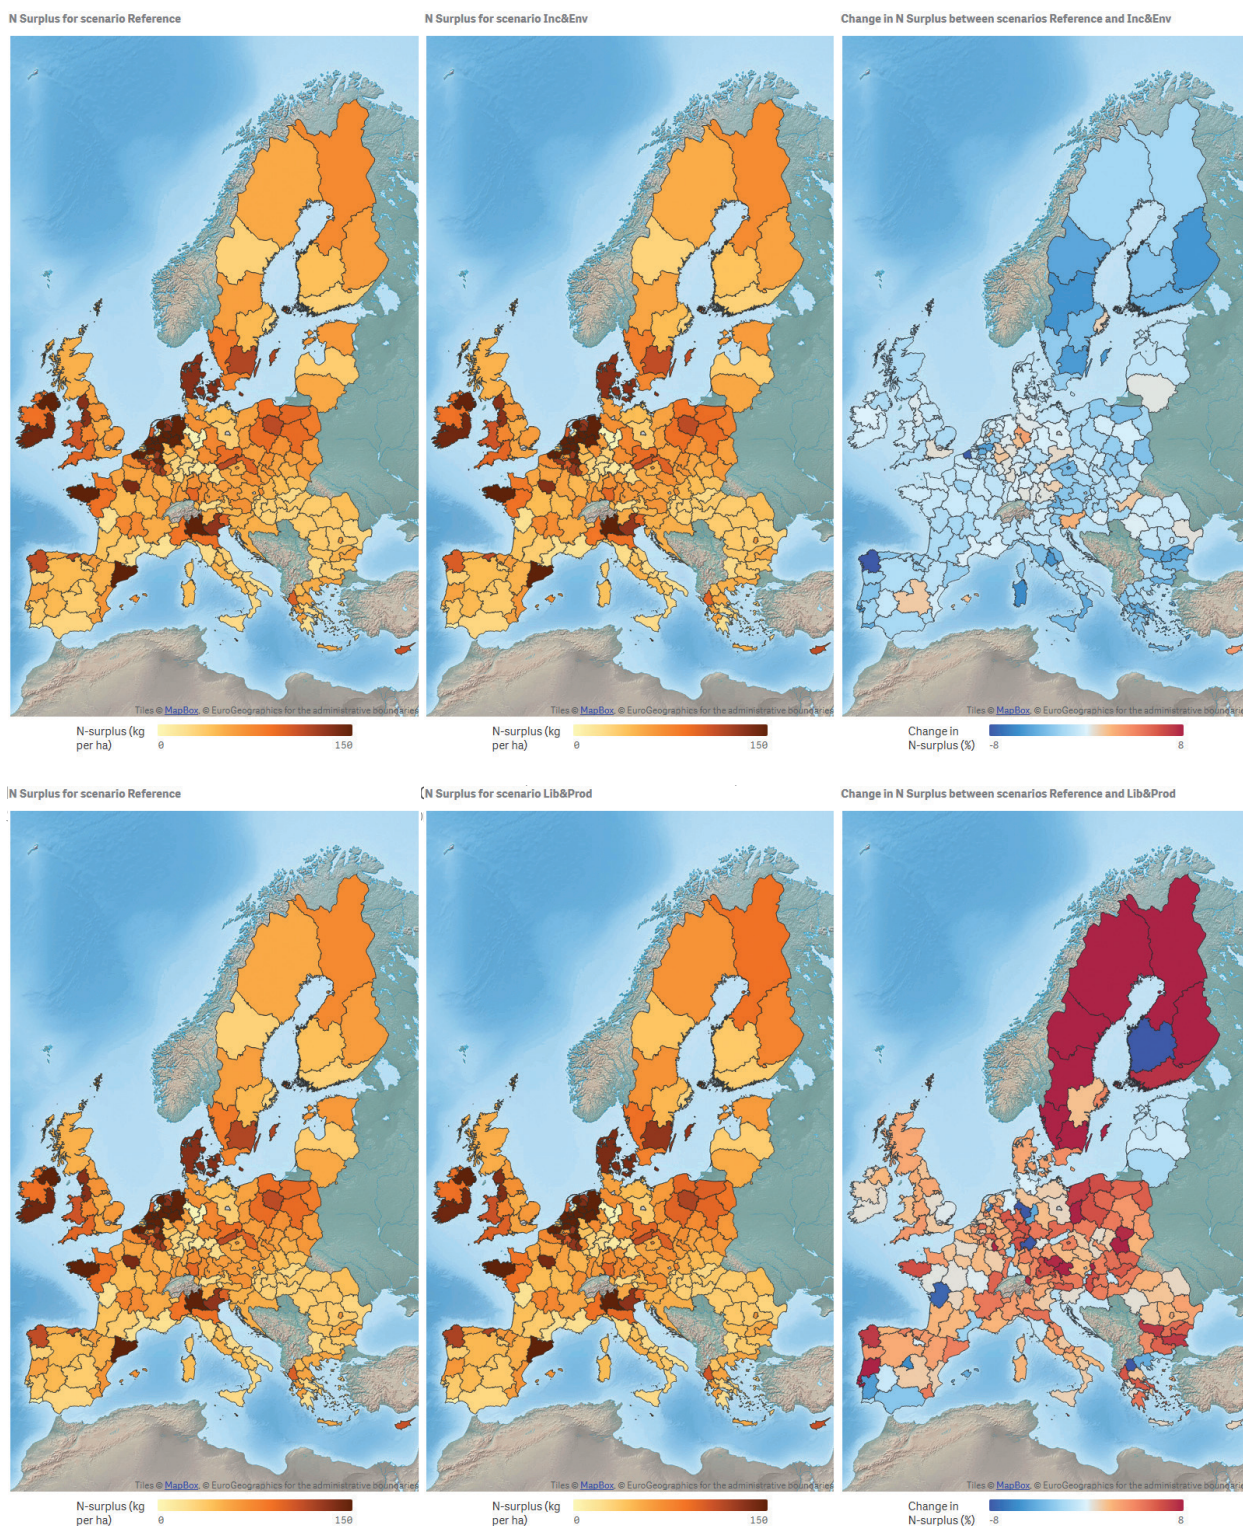 N Surplus for scenario Reference
N Surplus for scenario Inc&Env
Change in N Surplus between scenarios Reference and Inc&Env
Tiles © MapBox, © EuroGeographics for the administrative boundaries
Tiles © MapBox, © EuroGeographics for the administrative boundaries
Tiles © MapBox, © EuroGeographics for the administrative boundaries
N-surplus (kg
per ha)
0
150
N-surplus (kg
per ha)
0
150
Change in
N-surplus (%)
-8
8
N Surplus for scenario Reference
N Surplus for scenario Lib&Prod
Change in N Surplus between scenarios Reference and Lib&Prod
Tiles © MapBox, © EuroGeographics for the administrative boundaries
Tiles © MapBox, © EuroGeographics for the administrative boundaries
Tiles © MapBox, © EuroGeographics for the administrative boundaries
N-surplus (kg
per ha)
0
150
N-surplus (kg
per ha)
0
150
Change in
N-surplus (%)
-8
8